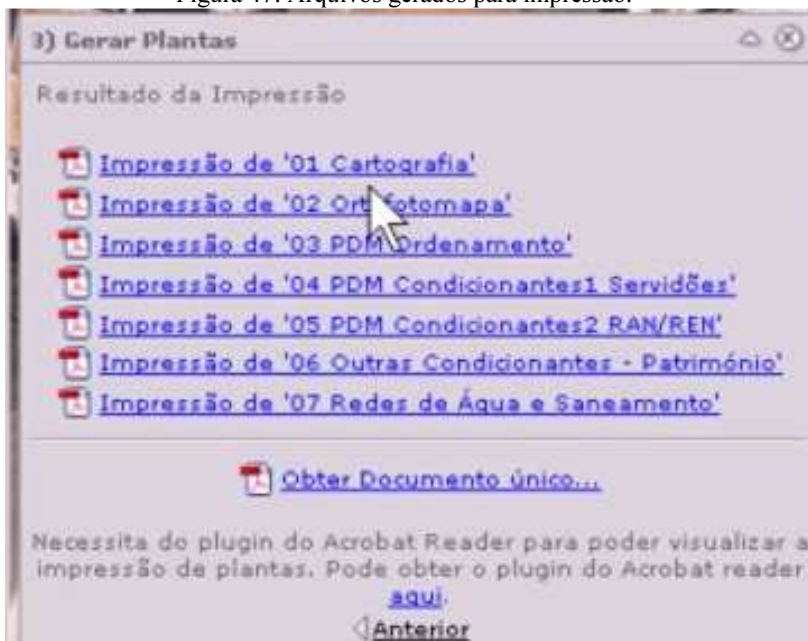 Figura 47: Arquivos gerados para impressão.
3) Gerar Plantas
Resultado da Impressão
Impressão de '01 Cartografia'
Impressão de '02 Ortofotomapa'
Impressão de '03 PDM Ordenamento'
Impressão de '04 PDM Condicionantes1 Servidões'
Impressão de '05 PDM Condicionantes2 RAN/REN'
Impressão de '06 Outras Condicionantes - Património'
Impressão de '07 Redes de Água e Saneamento'
Obter Documento único...
Necessita do plugin do Acrobat Reader para poder visualizar a
impressão de plantas. Pode obter o plugin do Acrobat reader
aqui.
Anterior